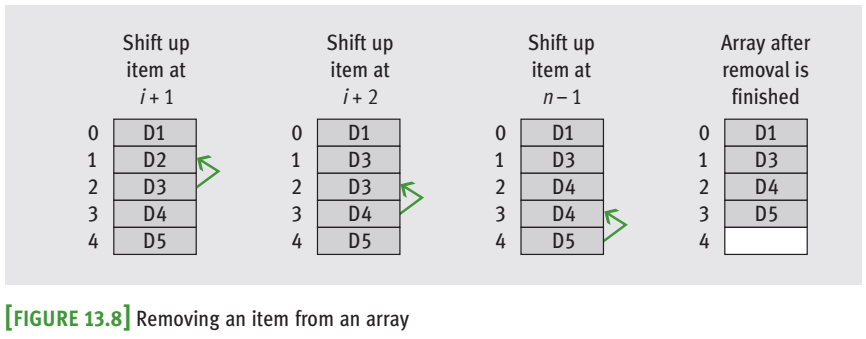 Shift up
item at
i + 1
0 D1
1 D2
2 D3
3 D4
4 D5
Shift up
item at
i + 2
0 D1
1 D3
2 D3
3 D4
4 D5
Shift up
item at
n – 1
0 D1
1 D3
2 D4
3 D4
4 D5
Array after
removal is
finished
0 D1
1 D3
2 D4
3 D5
4
[FIGURE 13.8] Removing an item from an array